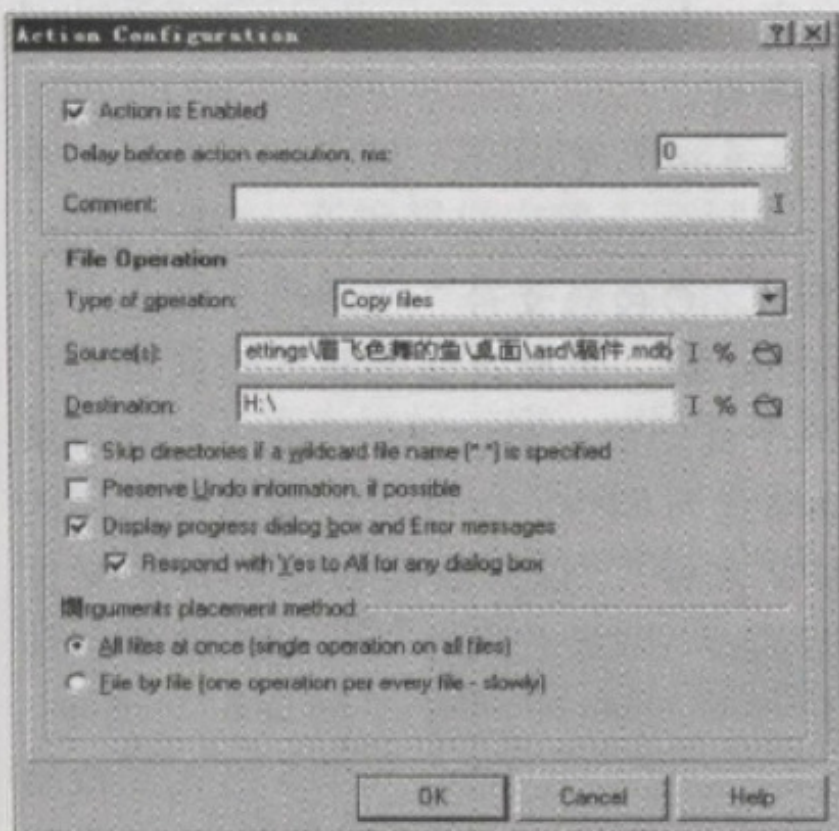 Action Configuration
Action is Enabled
Delay before action execution, ms:
0
Comment:
File Operation
Type of operation:
Copy files
Source(s):
ettings\眉飞色舞的鱼\桌面\asd\稿件.mdb
Destination:
H:\
Skip directories if a wildcard file name (*.*) is specified
Preserve Undo information, if possible
Display progress dialog box and Error messages
Respond with Yes to All for any dialog box
rguments placement method:
All files at once (single operation on all files)
File by file (one operation per every file - slowly)
OK
Cancel
Help